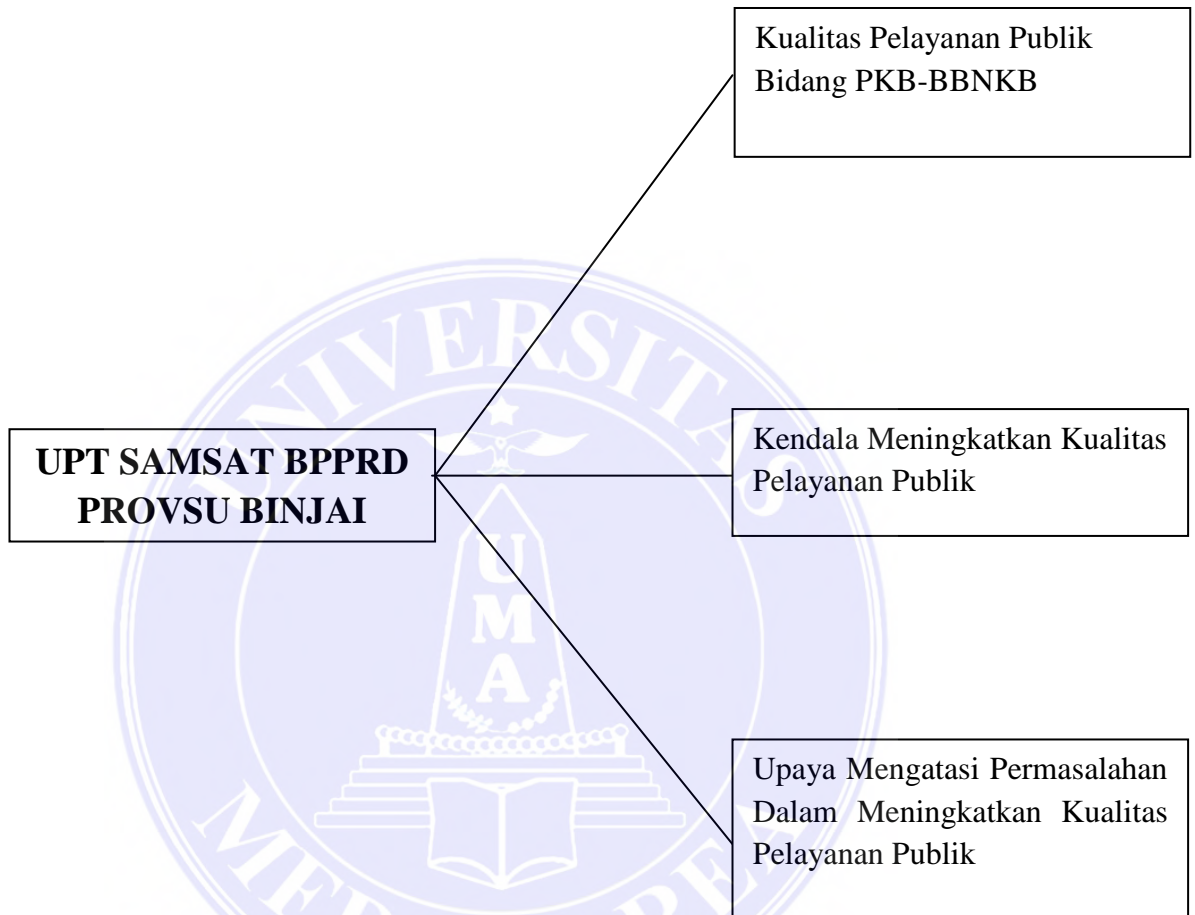 Kualitas Pelayanan Publik
Bidang PKB-BBNKB
UPT SAMSAT BPPRD
PROVSU BINJAI
Kendala Meningkatkan Kualitas
Pelayanan Publik
Upaya Mengatasi Permasalahan
Dalam Meningkatkan Kualitas
Pelayanan Publik
UNIVERSITAS
U
M
A